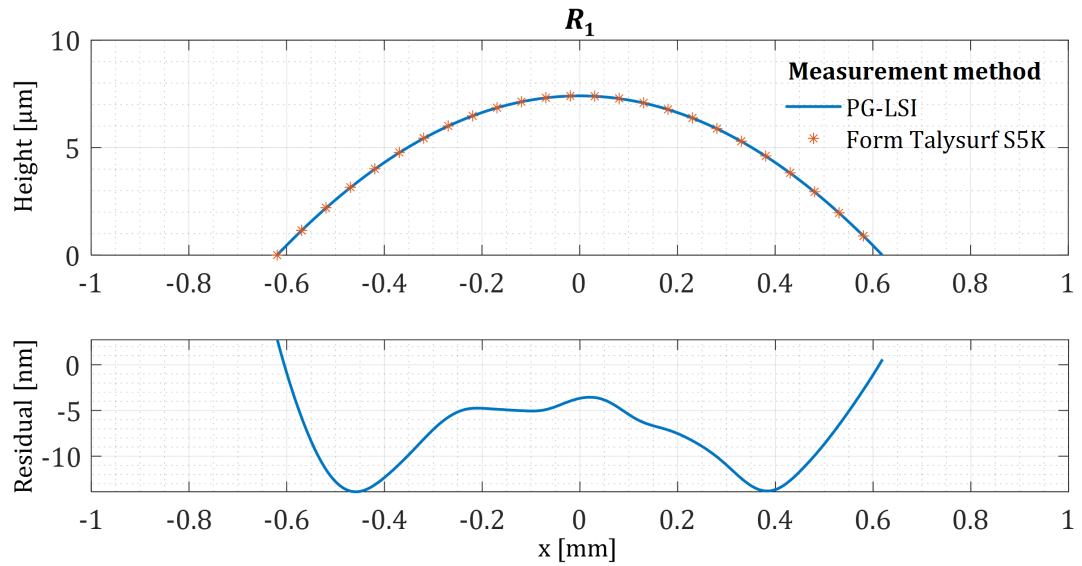 R1
10
5
0
Height [µm]
Measurement method
PG-LSI
Form Talysurf S5K
-1 -0.8 -0.6 -0.4 -0.2 0 0.2 0.4 0.6 0.8 1
0
-5
-10
Residual [nm]
-1 -0.8 -0.6 -0.4 -0.2 0 0.2 0.4 0.6 0.8 1
x [mm]